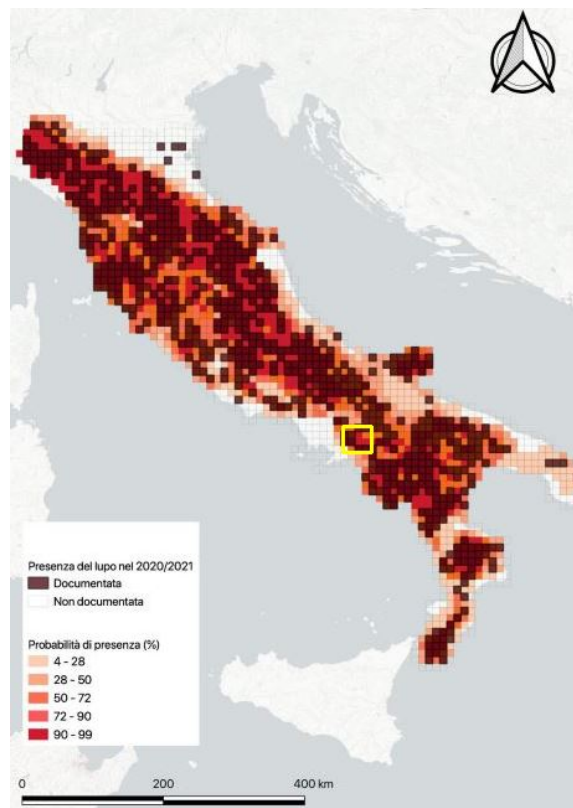 Presenza del lupo nel 2020/2021
Documentata
Non documentata
Probabilità di presenza (%)
4 - 28
28 - 50
50 - 72
72 - 90
90 - 99
0 200 400 km